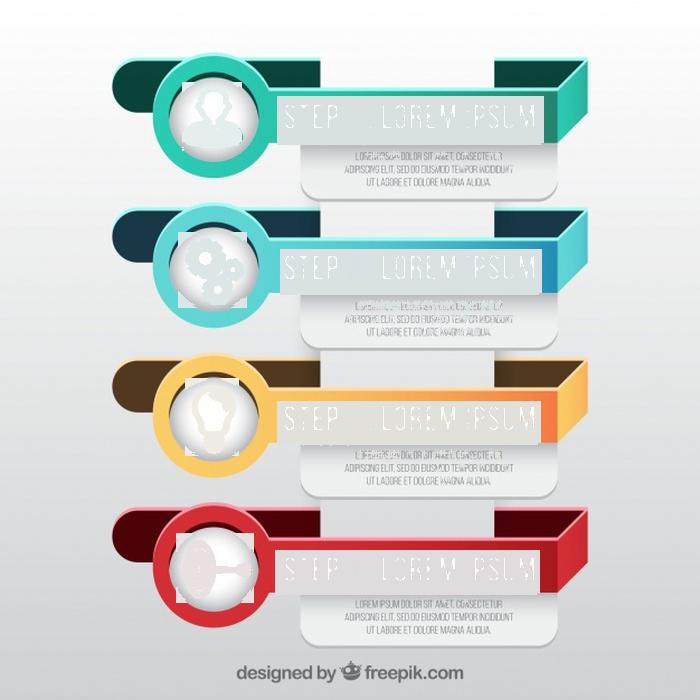 STEP LOREM IPSUM
LOREM IPSUM DOLOR SIT AMET, CONSECTETUR
ADIPISCING ELIT, SED DO EIUSMOD TEMPOR INCIDIDUNT
UT LABORE ET DOLORE MAGNA ALIQUA.
STEP LOREM IPSUM
ADIPISCING ELIT, SED DO EIUSMOD TEMPOR INCIDIDUNT
UT LABORE ET DOLORE MAGNA ALIQUA.
STEP LOREM IPSUM
LOREM IPSUM DOLOR SIT AMET, CONSECTETUR
ADIPISCING ELIT, SED DO EIUSMOD TEMPOR INCIDIDUNT
UT LABORE ET DOLORE MAGNA ALIQUA.
STEP LOREM IPSUM
LOREM IPSUM DOLOR SIT AMET, CONSECTETUR
ADIPISCING ELIT, SED DO EIUSMOD TEMPOR INCIDIDUNT
UT LABORE ET DOLORE MAGNA ALIQUA.
designed by freepik.com